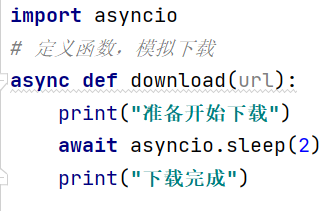 import asyncio
# 定义函数，模拟下载
async def download(url):
    print("准备开始下载")
    await asyncio.sleep(2)
    print("下载完成")